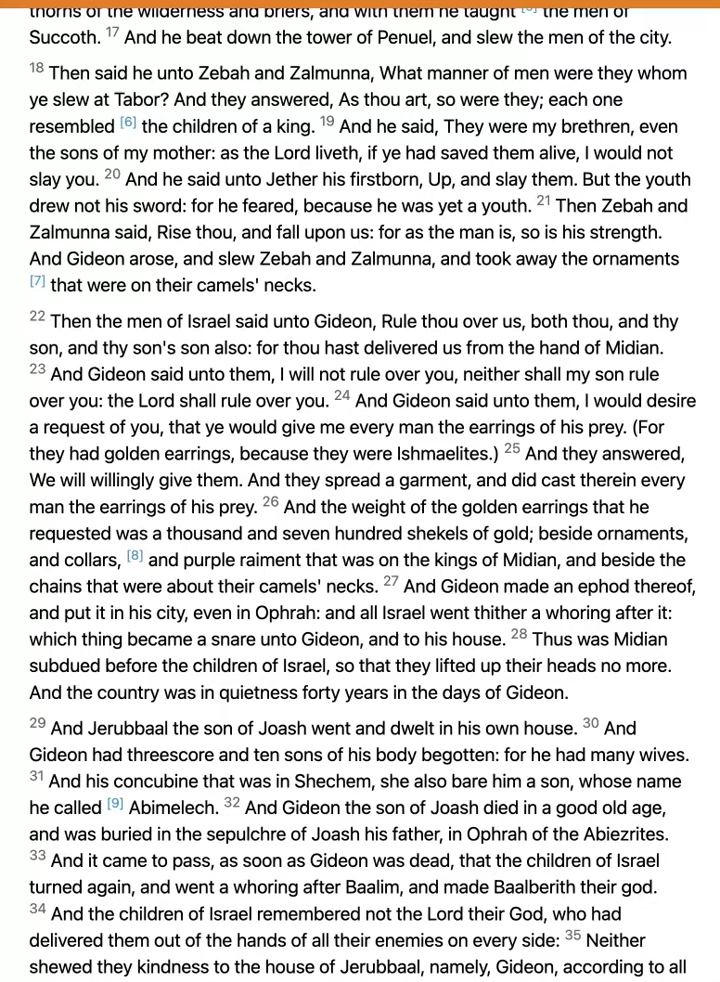 thorns of the wilderness and briers, and with them he taught the men of
Succoth. 17 And he beat down the tower of Penuel, and slew the men of the city.
18 Then said he unto Zebah and Zalmunna, What manner of men were they whom
ye slew at Tabor? And they answered, As thou art, so were they; each one
resembled [6] the children of a king. 19 And he said, They were my brethren, even
the sons of my mother: as the Lord liveth, if ye had saved them alive, I would not
slay you. 20 And he said unto Jether his firstborn, Up, and slay them. But the youth
drew not his sword: for he feared, because he was yet a youth. 21 Then Zebah and
Zalmunna said, Rise thou, and fall upon us: for as the man is, so is his strength.
And Gideon arose, and slew Zebah and Zalmunna, and took away the ornaments
[7] that were on their camels' necks.
22 Then the men of Israel said unto Gideon, Rule thou over us, both thou, and thy
son, and thy son's son also: for thou hast delivered us from the hand of Midian.
23 And Gideon said unto them, I will not rule over you, neither shall my son rule
over you: the Lord shall rule over you. 24 And Gideon said unto them, I would desire
a request of you, that ye would give me every man the earrings of his prey. (For
they had golden earrings, because they were Ishmaelites.) 25 And they answered,
We will willingly give them. And they spread a garment, and did cast therein every
man the earrings of his prey. 26 And the weight of the golden earrings that he
requested was a thousand and seven hundred shekels of gold; beside ornaments,
and collars, [8] and purple raiment that was on the kings of Midian, and beside the
chains that were about their camels' necks. 27 And Gideon made an ephod thereof,
and put it in his city, even in Ophrah: and all Israel went thither a whoring after it:
which thing became a snare unto Gideon, and to his house. 28 Thus was Midian
subdued before the children of Israel, so that they lifted up their heads no more.
And the country was in quietness forty years in the days of Gideon.
29 And Jerubbaal the son of Joash went and dwelt in his own house. 30 And
Gideon had threescore and ten sons of his body begotten: for he had many wives.
31 And his concubine that was in Shechem, she also bare him a son, whose name
he called [9] Abimelech. 32 And Gideon the son of Joash died in a good old age,
and was buried in the sepulchre of Joash his father, in Ophrah of the Abiezrites.
33 And it came to pass, as soon as Gideon was dead, that the children of Israel
turned again, and went a whoring after Baalim, and made Baalberith their god.
34 And the children of Israel remembered not the Lord their God, who had
delivered them out of the hands of all their enemies on every side: 35 Neither
shewed they kindness to the house of Jerubbaal, namely, Gideon, according to all